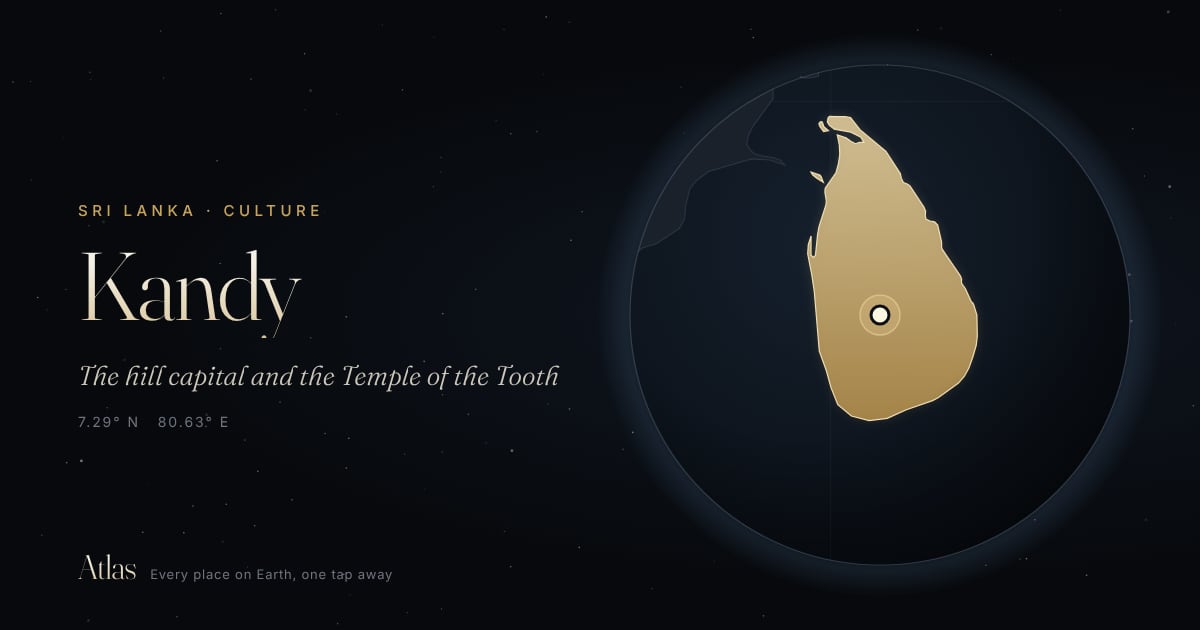 SRI LANKA · CULTURE
Kandy
The hill capital and the Temple of the Tooth
7.29° N 80.63° E
Atlas Every place on Earth, one tap away